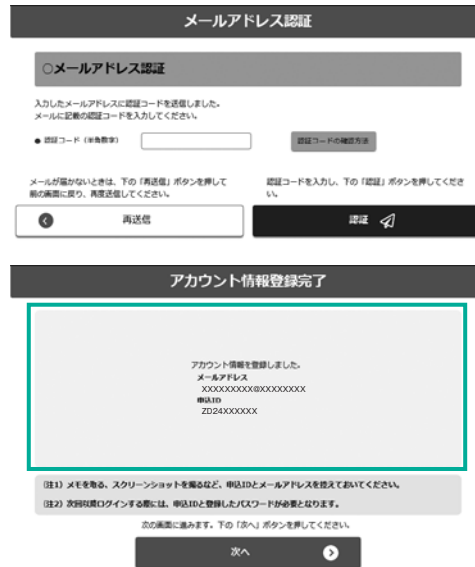 メールアドレス認証
○メールアドレス認証
入力したメールアドレスに認証コードを送信しました。
メールに記載の認証コードを入力してください。
● 認証コード（半角数字）
認証コードの確認方法
メールが届かないときは、下の「再送信」ボタンを押して
前の画面に戻り、再度送信してください。
認証コードを入力し、下の「認証」ボタンを押してくださ
い。
再送信
認証
アカウント情報登録完了
アカウント情報を登録しました。
メールアドレス
XXXXXXXXX@XXXXXXXX
申込ID
ZD24XXXXXX
(注1) メモを取る、スクリーンショットを撮るなど、申込IDとメールアドレスを控えておいてください。
(注2) 次回以降ログインする際には、申込IDと登録したパスワードが必要となります。
次の画面に進みます。下の「次へ」ボタンを押してください。
次へ